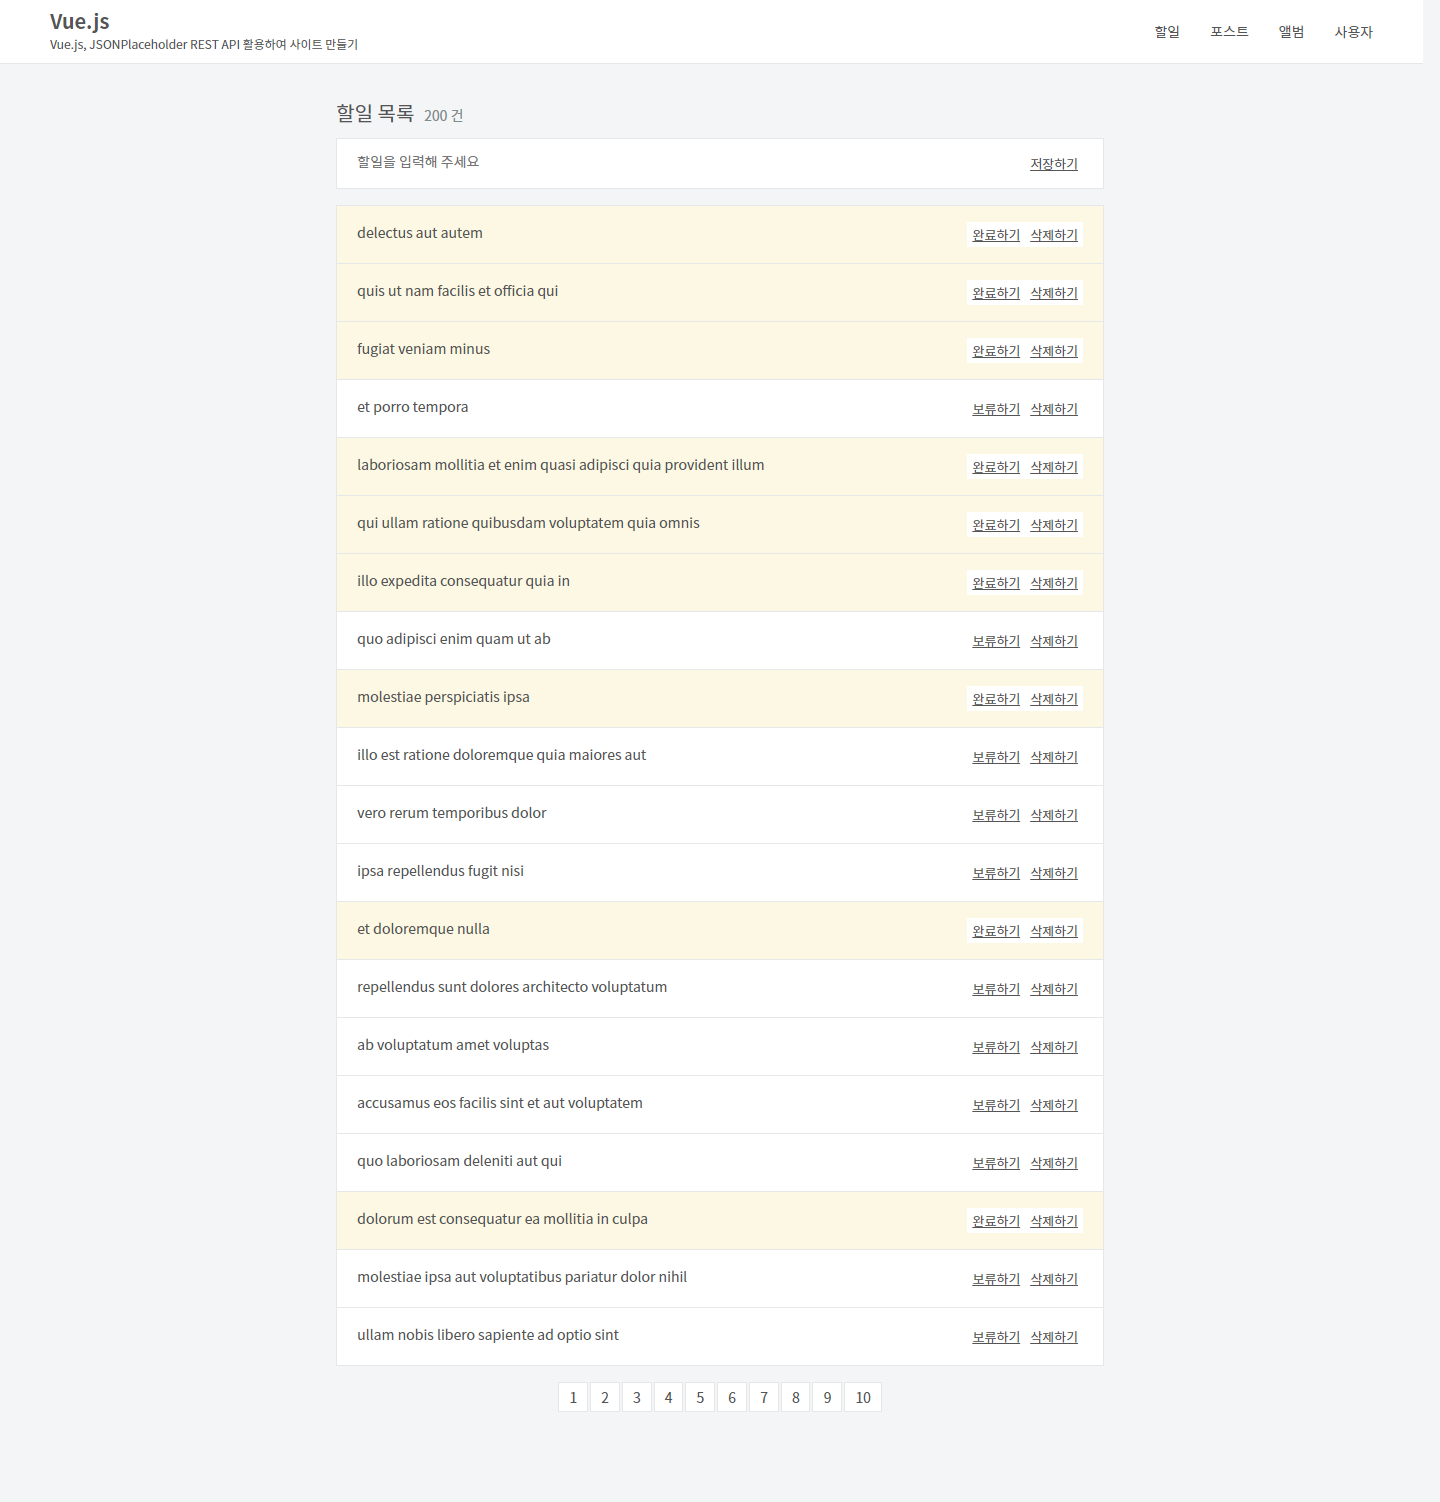 Vue.js
Vue.js, JSONPlaceholder REST API 활용하여 사이트 만들기
할일 포스트 앨범 사용자
할일 목록 200 건
할일을 입력해 주세요 저장하기
delectus aut autem 완료하기 삭제하기
quis ut nam facilis et officia qui 완료하기 삭제하기
fugiat veniam minus 완료하기 삭제하기
et porro tempora 보류하기 삭제하기
laboriosam mollitia et enim quasi adipisci quia provident illum 완료하기 삭제하기
qui ullam ratione quibusdam voluptatem quia omnis 완료하기 삭제하기
illo expedita consequatur quia in 완료하기 삭제하기
quo adipisci enim quam ut ab 보류하기 삭제하기
molestiae perspiciatis ipsa 완료하기 삭제하기
illo est ratione doloremque quia maiores aut 보류하기 삭제하기
vero rerum temporibus dolor 보류하기 삭제하기
ipsa repellendus fugit nisi 보류하기 삭제하기
et doloremque nulla 완료하기 삭제하기
repellendus sunt dolores architecto voluptatum 보류하기 삭제하기
ab voluptatum amet voluptas 보류하기 삭제하기
accusamus eos facilis sint et aut voluptatem 보류하기 삭제하기
quo laboriosam deleniti aut qui 보류하기 삭제하기
dolorum est consequatur ea mollitia in culpa 완료하기 삭제하기
molestiae ipsa aut voluptatibus pariatur dolor nihil 보류하기 삭제하기
ullam nobis libero sapiente ad optio sint 보류하기 삭제하기
1 2 3 4 5 6 7 8 9 10